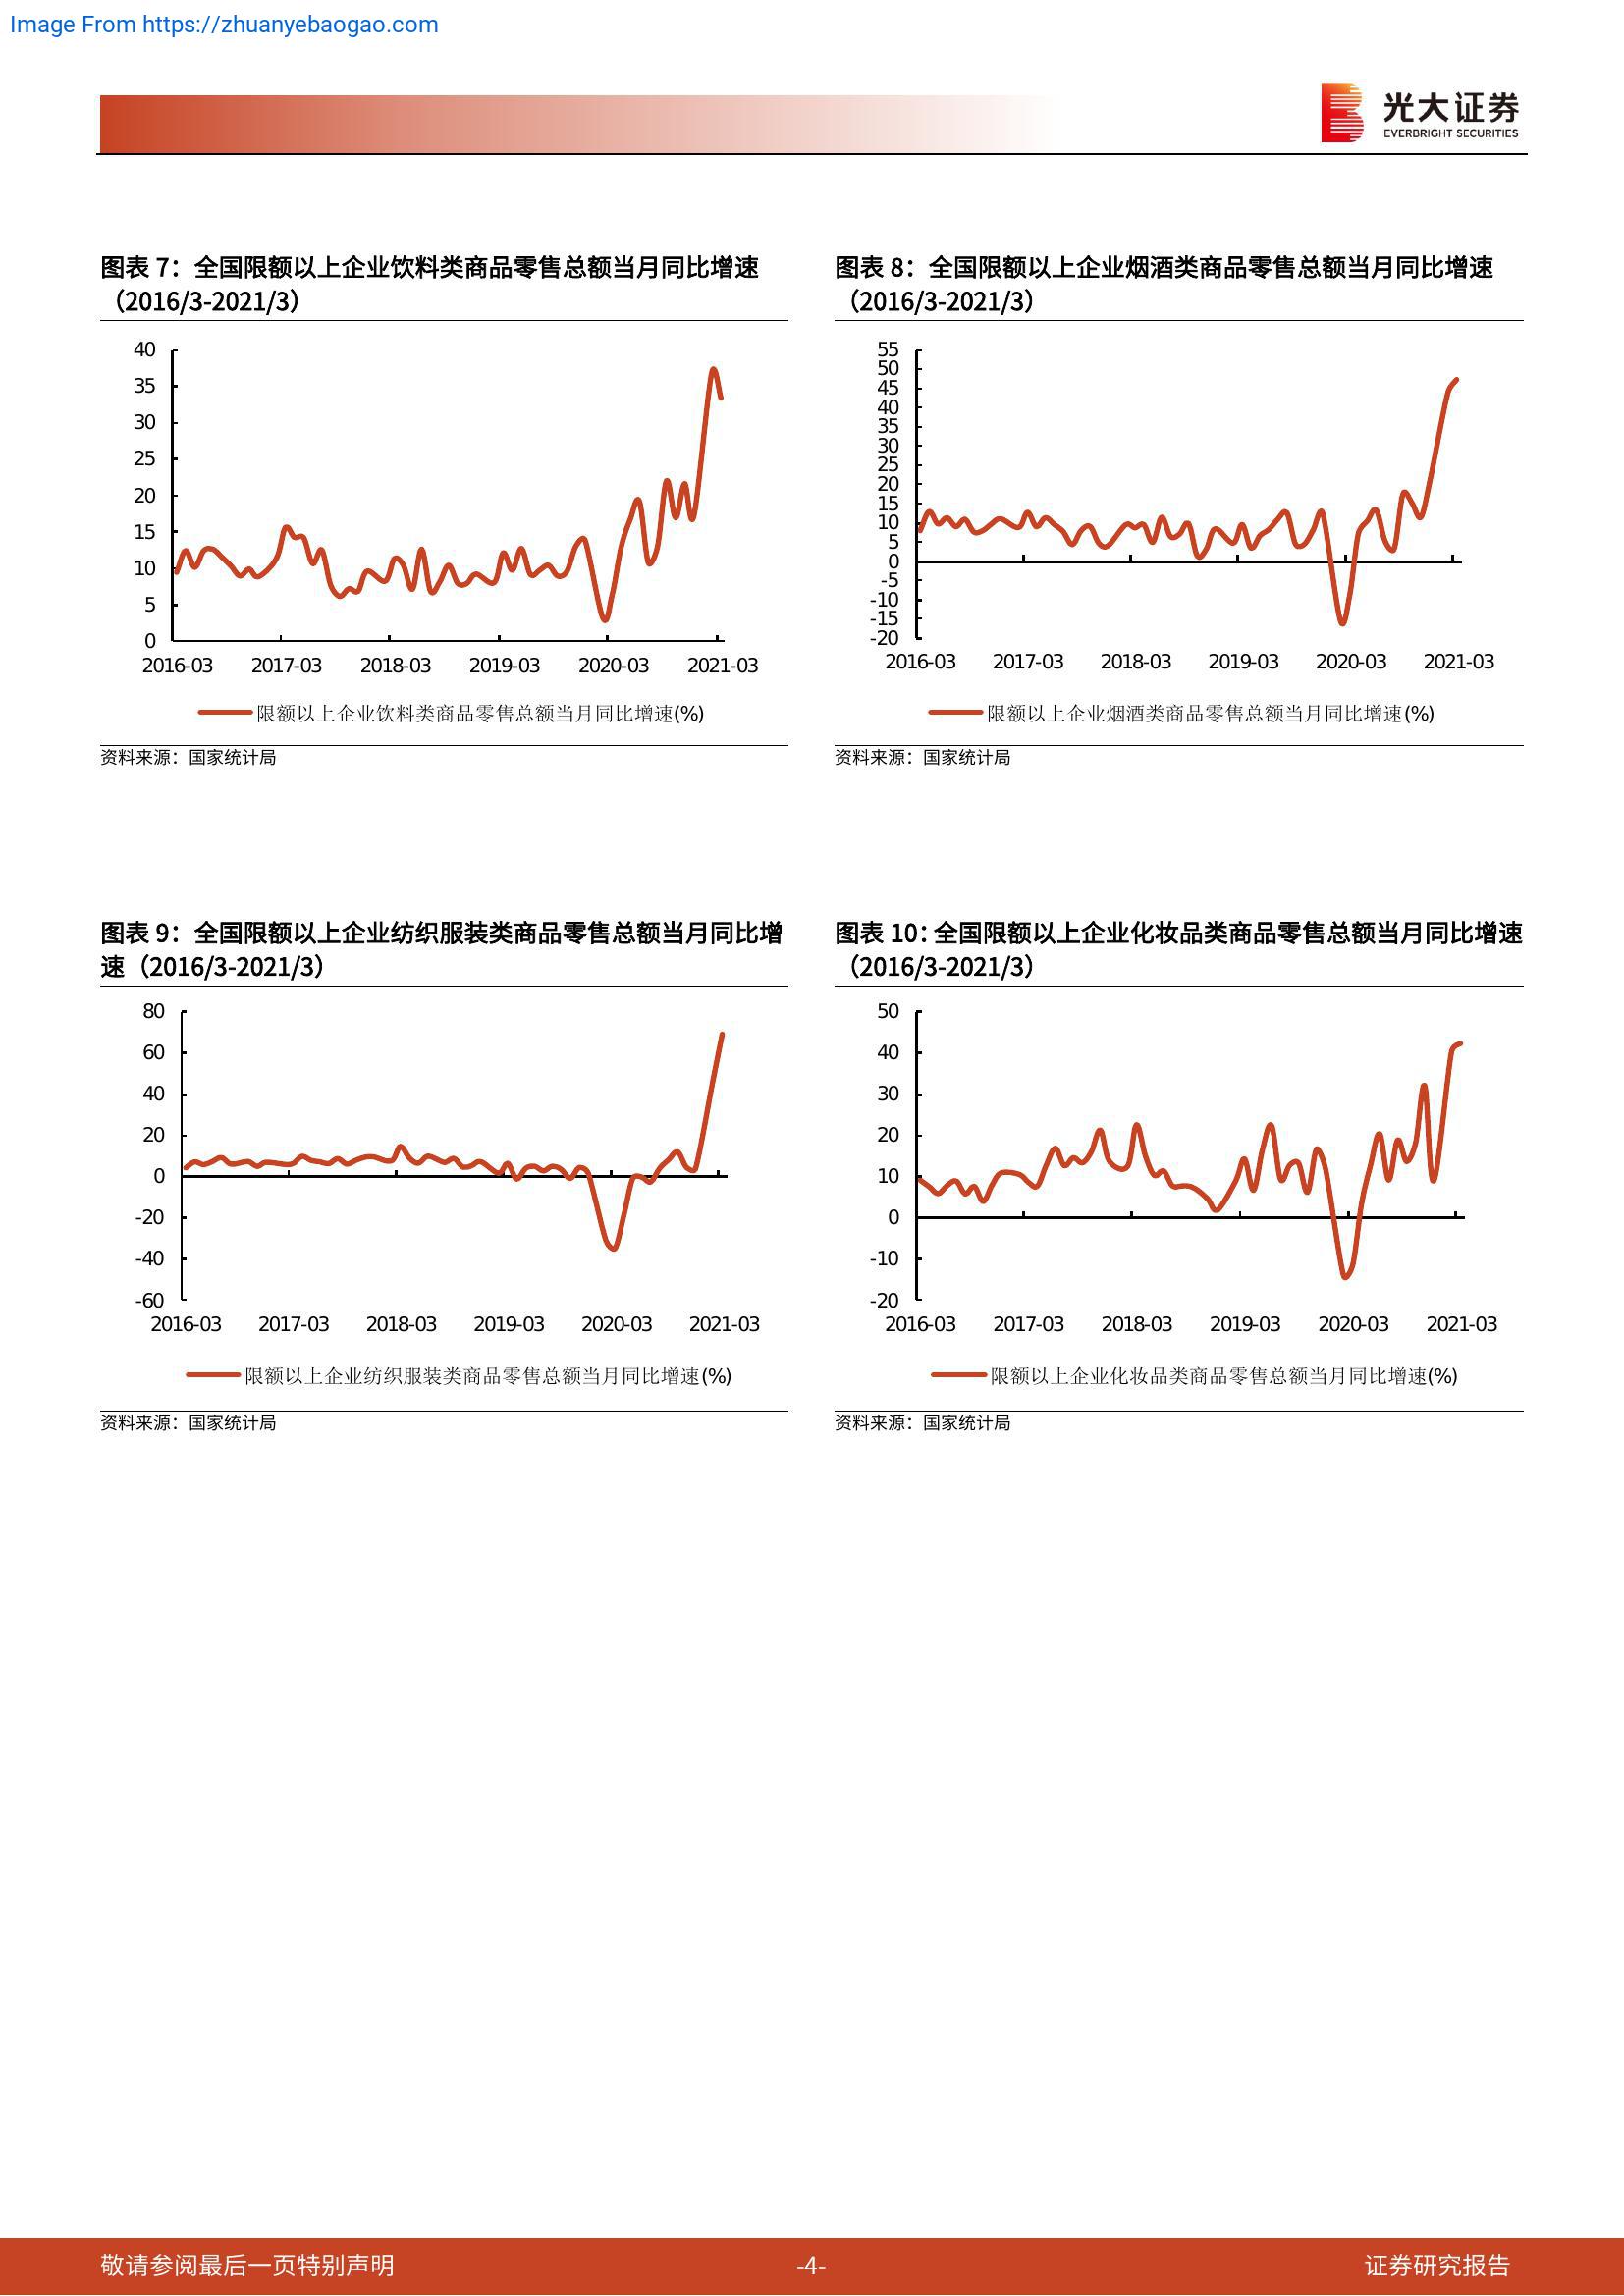 Image From https://zhuanyebaogao.com
光大证券
EVERBRIGHT SECURITIES
图表 7：全国限额以上企业饮料类商品零售总额当月同比增速
（2016/3-2021/3）
40
35
30
25
20
15
10
5
0
2016-03 2017-03 2018-03 2019-03 2020-03 2021-03
限额以上企业饮料类商品零售总额当月同比增速(%)
资料来源：国家统计局
图表 8：全国限额以上企业烟酒类商品零售总额当月同比增速
（2016/3-2021/3）
55
50
45
40
35
30
25
20
15
10
5
0
-5
-10
-15
-20
2016-03 2017-03 2018-03 2019-03 2020-03 2021-03
限额以上企业烟酒类商品零售总额当月同比增速(%)
资料来源：国家统计局
图表 9：全国限额以上企业纺织服装类商品零售总额当月同比增
速（2016/3-2021/3）
80
60
40
20
0
-20
-40
-60
2016-03 2017-03 2018-03 2019-03 2020-03 2021-03
限额以上企业纺织服装类商品零售总额当月同比增速(%)
资料来源：国家统计局
图表 10：全国限额以上企业化妆品类商品零售总额当月同比增速
（2016/3-2021/3）
50
40
30
20
10
0
-10
-20
2016-03 2017-03 2018-03 2019-03 2020-03 2021-03
限额以上企业化妆品类商品零售总额当月同比增速(%)
资料来源：国家统计局
敬请参阅最后一页特别声明 -4- 证券研究报告